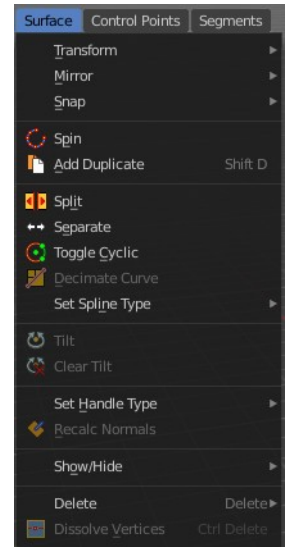 Surface Control Points Segments
Transform
Mirror
Snap
Spin
Add Duplicate Shift D
Split
Separate
Toggle Cyclic
Decimate Curve
Set Spline Type
Tilt
Clear Tilt
Set Handle Type
Recalc Normals
Show/Hide
Delete Delete
Dissolve Vertices Ctrl Delete